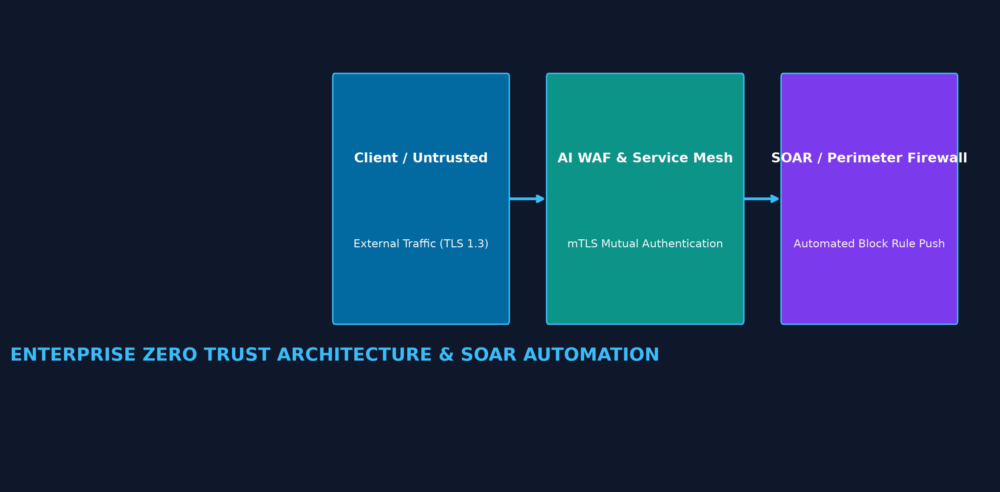 Client / Untrusted
External Traffic (TLS 1.3)
AI WAF & Service Mesh
mTLS Mutual Authentication
SOAR / Perimeter Firewall
Automated Block Rule Push
ENTERPRISE ZERO TRUST ARCHITECTURE & SOAR AUTOMATION